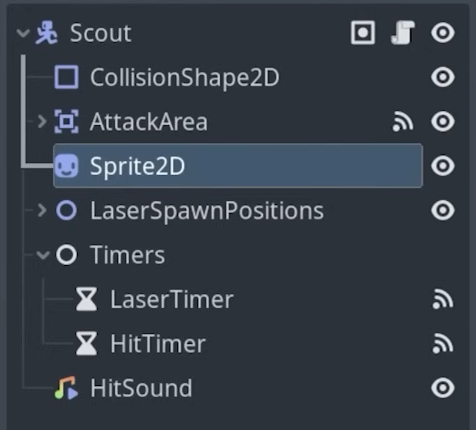 Scout
CollisionShape2D
AttackArea
Sprite2D
LaserSpawnPositions
Timers
LaserTimer
HitTimer
HitSound